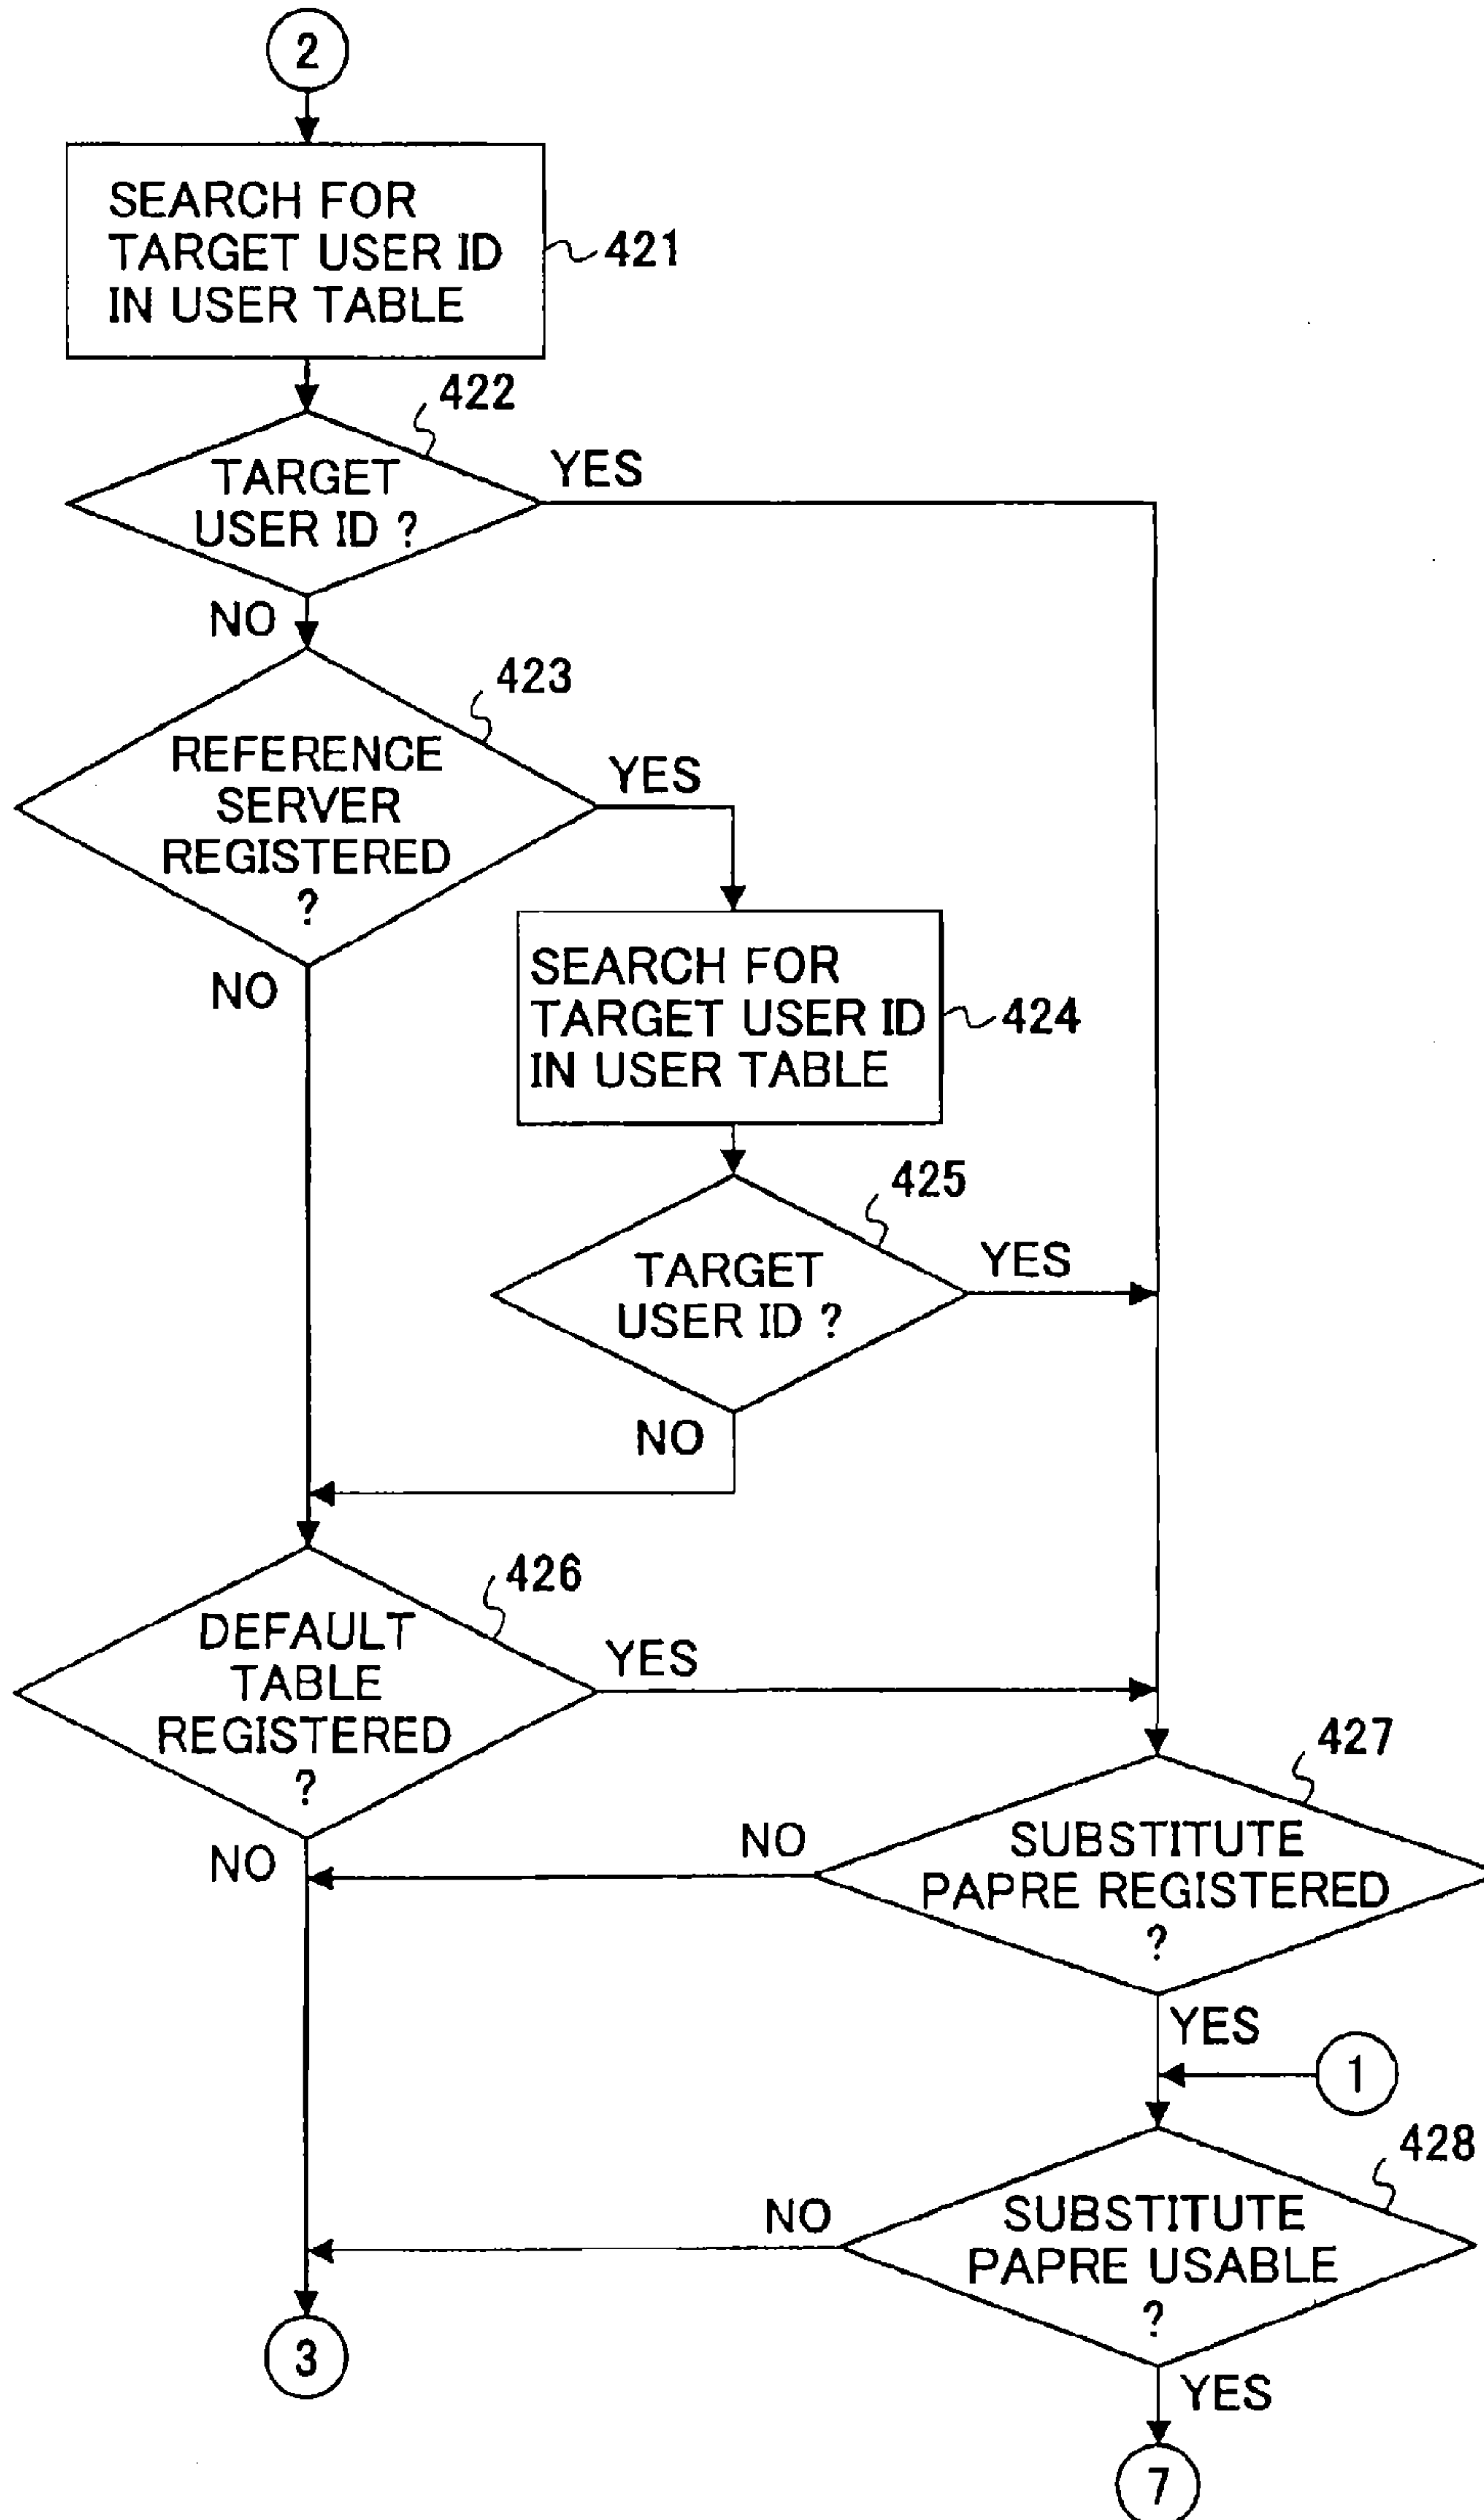 2
SEARCH FOR
TARGET USER ID
IN USER TABLE
421
422
TARGET
USER ID ?
YES
NO
423
REFERENCE
SERVER
REGISTERED
?
YES
NO
SEARCH FOR
TARGET USER ID
IN USER TABLE
424
425
TARGET
USER ID ?
YES
NO
426
DEFAULT
TABLE
REGISTERED
?
YES
NO
427
SUBSTITUTE
PAPRE REGISTERED
?
NO
YES
1
428
SUBSTITUTE
PAPRE USABLE
?
NO
YES
3
7